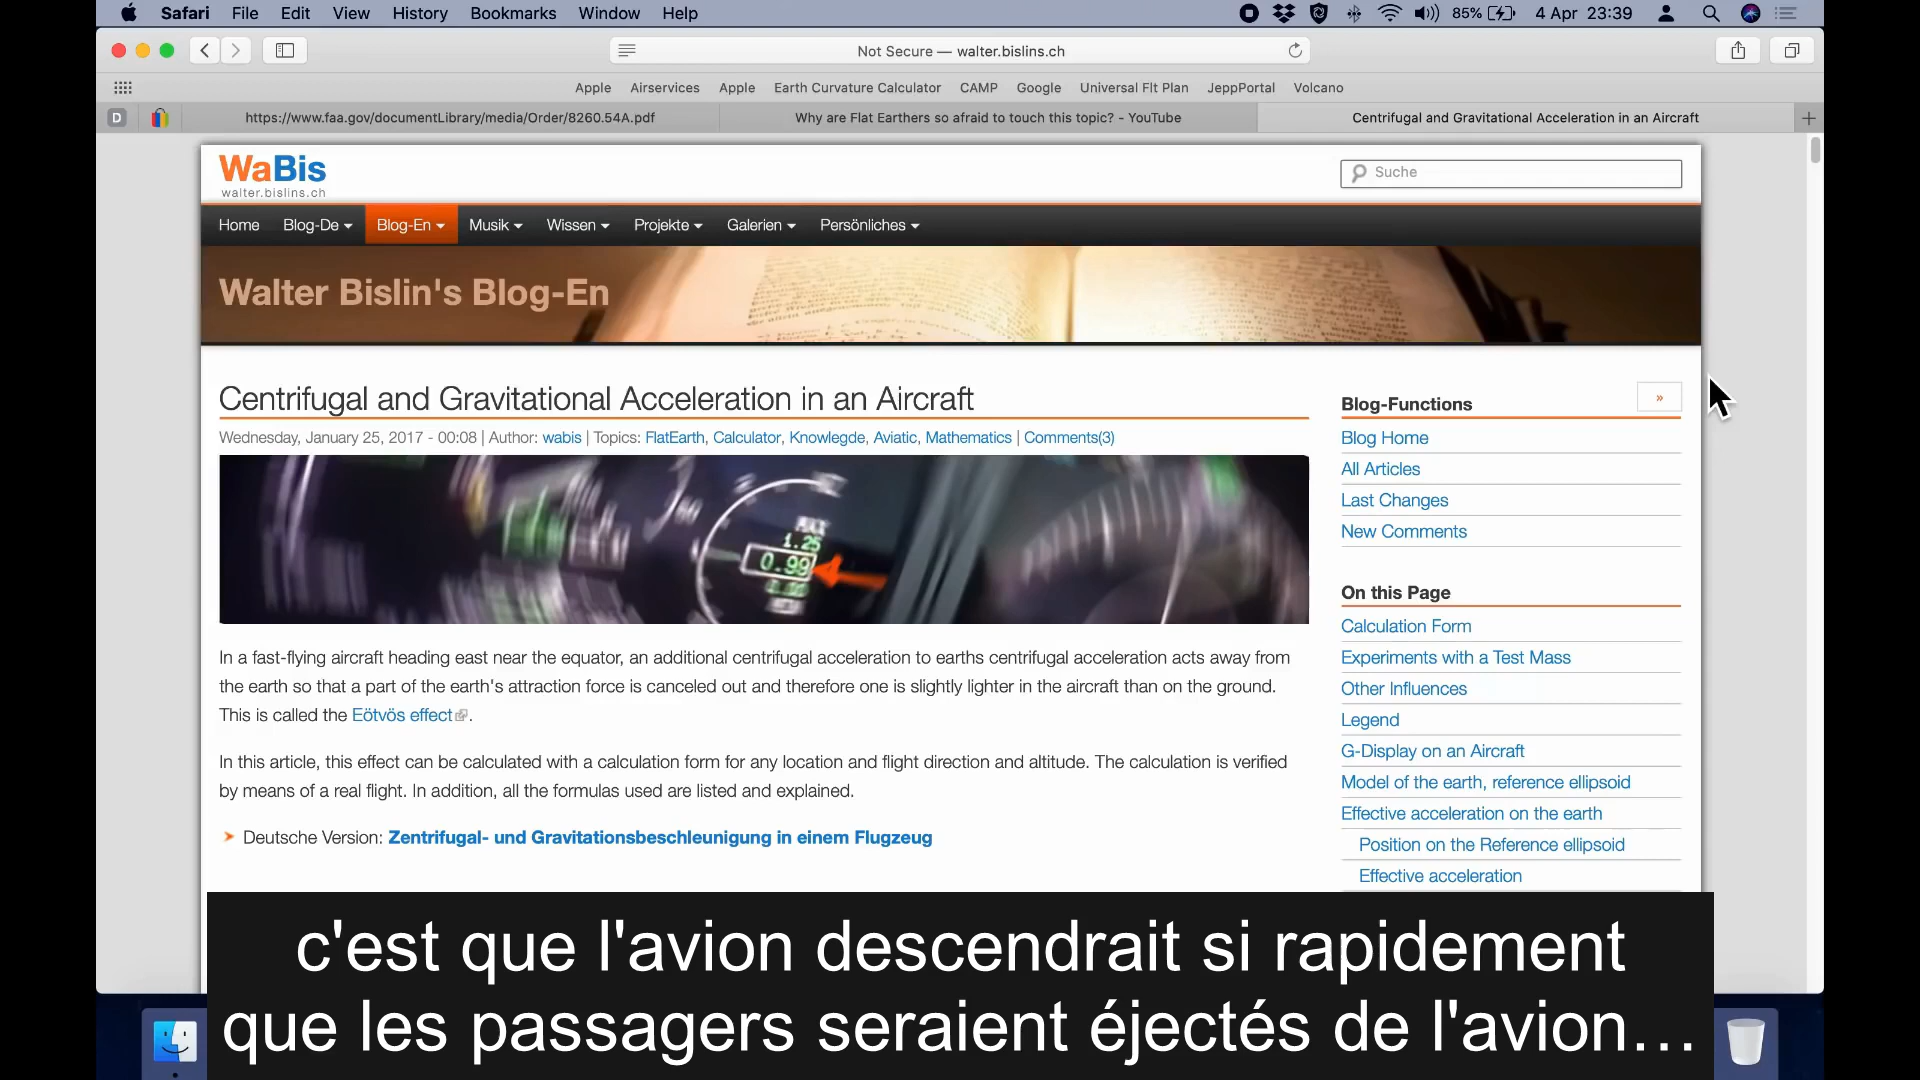 Safari File Edit View History Bookmarks Window Help 85% 4 Apr 23:39
Not Secure — walter.bislins.ch
Apple Airservices Apple Earth Curvature Calculator CAMP Google Universal Flt Plan JeppPortal Volcano
D https://www.faa.gov/documentLibrary/media/Order/8260.54A.pdf Why are Flat Earthers so afraid to touch this topic? - YouTube Centrifugal and Gravitational Acceleration in an Aircraft
WaBis
walter.bislins.ch
Suche
Home Blog-De Blog-En Musik Wissen Projekte Galerien Persönliches
Walter Bislin's Blog-En
Centrifugal and Gravitational Acceleration in an Aircraft
Wednesday, January 25, 2017 - 00:08 | Author: wabis | Topics: FlatEarth, Calculator, Knowlegde, Aviatic, Mathematics | Comments(3)
MAX
1.25
0.99
In a fast-flying aircraft heading east near the equator, an additional centrifugal acceleration to earths centrifugal acceleration acts away from
the earth so that a part of the earth's attraction force is canceled out and therefore one is slightly lighter in the aircraft than on the ground.
This is called the Eötvös effect.
In this article, this effect can be calculated with a calculation form for any location and flight direction and altitude. The calculation is verified
by means of a real flight. In addition, all the formulas used are listed and explained.
Deutsche Version: Zentrifugal- und Gravitationsbeschleunigung in einem Flugzeug
Blog-Functions »
Blog Home
All Articles
Last Changes
New Comments
On this Page
Calculation Form
Experiments with a Test Mass
Other Influences
Legend
G-Display on an Aircraft
Model of the earth, reference ellipsoid
Effective acceleration on the earth
Position on the Reference ellipsoid
Effective acceleration
c'est que l'avion descendrait si rapidement
que les passagers seraient éjectés de l'avion...